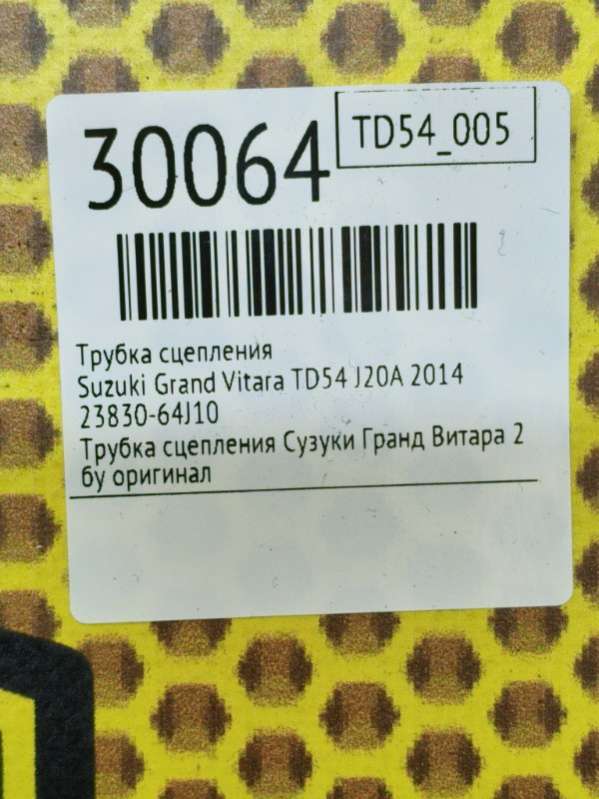 30064
TD54_005
Трубка сцепления
Suzuki Grand Vitara TD54 J20A 2014
23830-64J10
Трубка сцепления Сузуки Гранд Витара 2
бу оригинал